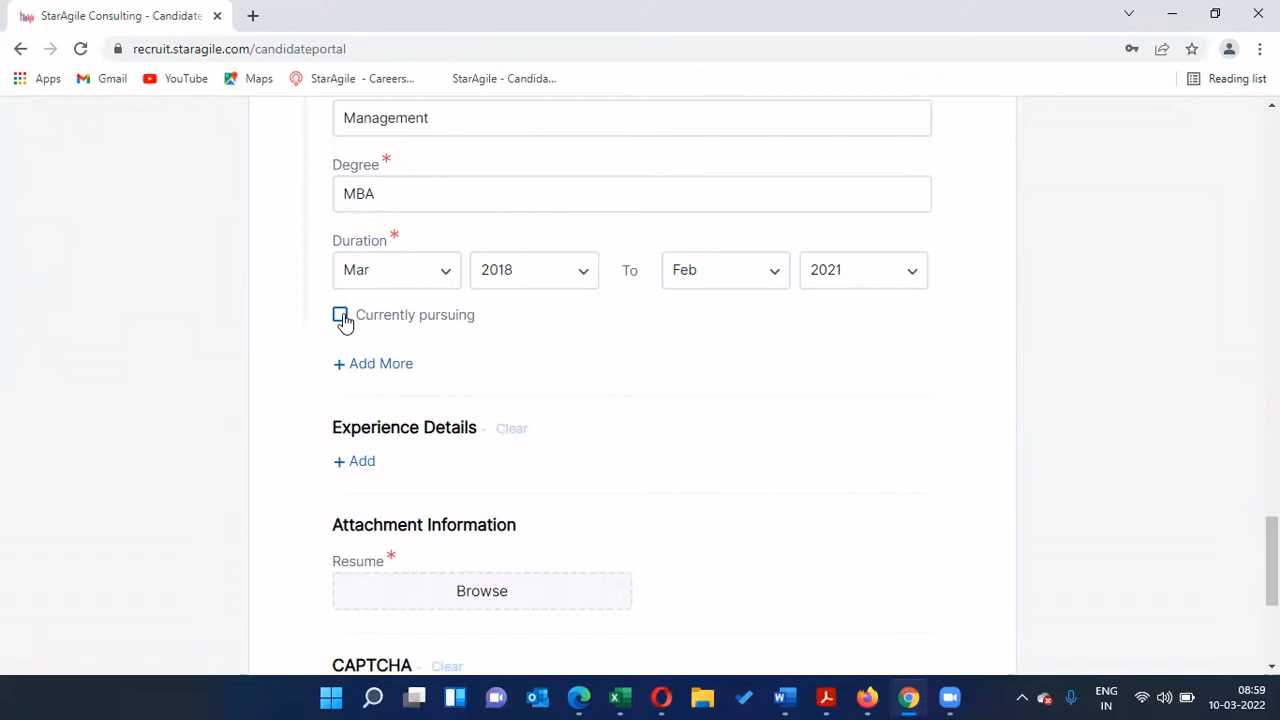 StarAgile Consulting - Candidate
recruit.staragile.com/candidateportal
Apps Gmail YouTube Maps StarAgile - Careers... StarAgile - Candida... Reading list
Management
Degree *
MBA
Duration *
Mar 2018 To Feb 2021
Currently pursuing
+ Add More
Experience Details - Clear
+ Add
Attachment Information
Resume *
Browse
CAPTCHA - Clear
ENG 08:59
IN 10-03-2022